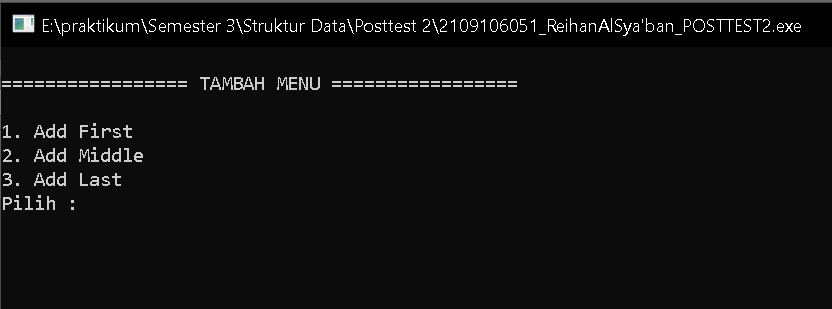 E:\praktikum\Semester 3\Struktur Data\Posttest 2\2109106051_ReihanAlSya'ban_POSTTEST2.exe
================= TAMBAH MENU =================
1. Add First
2. Add Middle
3. Add Last
Pilih :